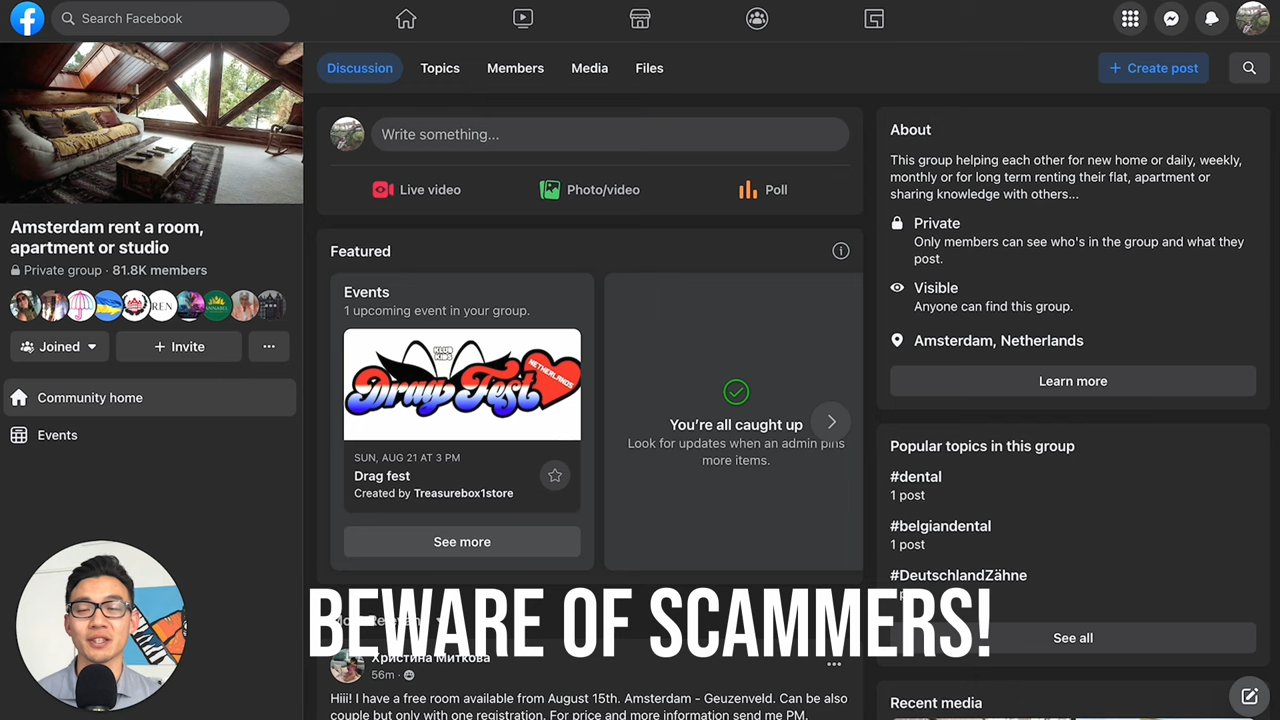 Search Facebook
Discussion
Topics
Members
Media
Files
+ Create post
Amsterdam rent a room,
apartment or studio
Private group · 81.8K members
REN
ANNABEL
Joined
+ Invite
Community home
Events
Write something...
Live video
Photo/video
Poll
Featured
Events
1 upcoming event in your group.
KLUB
KIDS
Drag Fest
NETHERLANDS
SUN, AUG 21 AT 3 PM
Drag fest
Created by Treasurebox1store
See more
You're all caught up
Look for updates when an admin pins
more items.
BEWARE OF SCAMMERS!
Христина Миткова
56m ·
Hiii! I have a free room available from August 15th. Amsterdam - Geuzenveld. Can be also
couple but only with one registration. For price and more information send me PM.
About
This group helping each other for new home or daily, weekly,
monthly or for long term renting their flat, apartment or
sharing knowledge with others...
Private
Only members can see who's in the group and what they
post.
Visible
Anyone can find this group.
Amsterdam, Netherlands
Learn more
Popular topics in this group
#dental
1 post
#belgiandental
1 post
#DeutschlandZähne
See all
Recent media